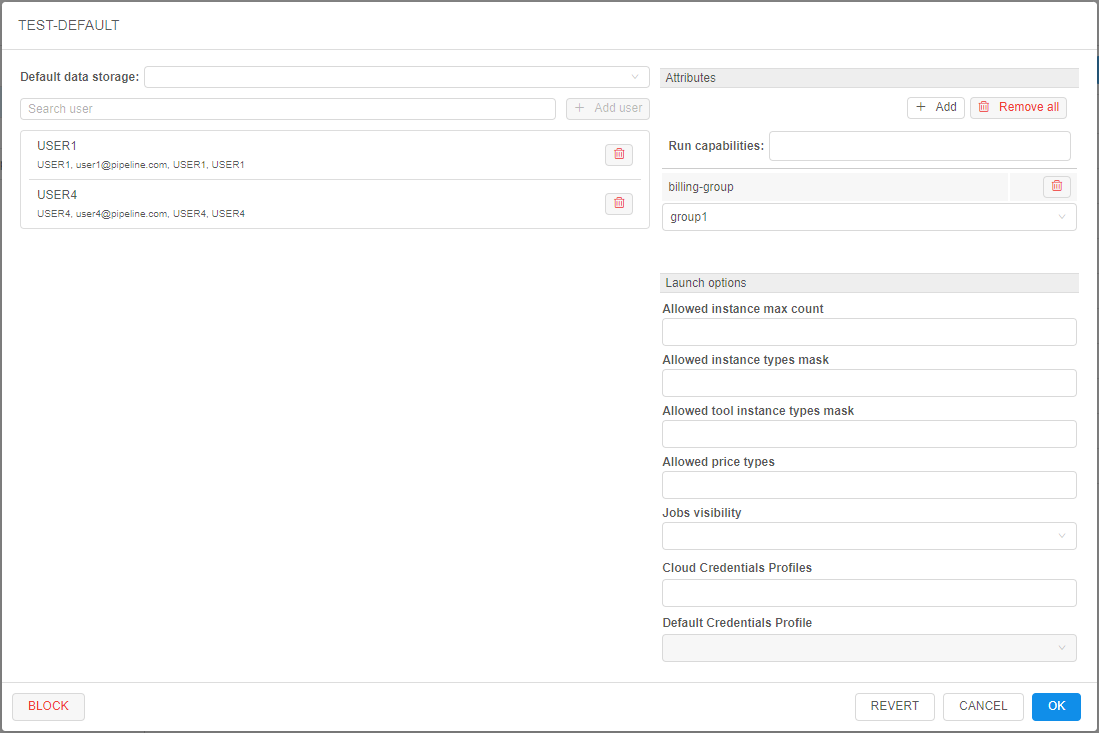 TEST-DEFAULT
Default data storage:
Search user
+ Add user
USER1
USER1, user1@pipeline.com, USER1, USER1
USER4
USER4, user4@pipeline.com, USER4, USER4
Attributes
+ Add
Remove all
Run capabilities:
billing-group
group1
Launch options
Allowed instance max count
Allowed instance types mask
Allowed tool instance types mask
Allowed price types
Jobs visibility
Cloud Credentials Profiles
Default Credentials Profile
BLOCK
REVERT
CANCEL
OK